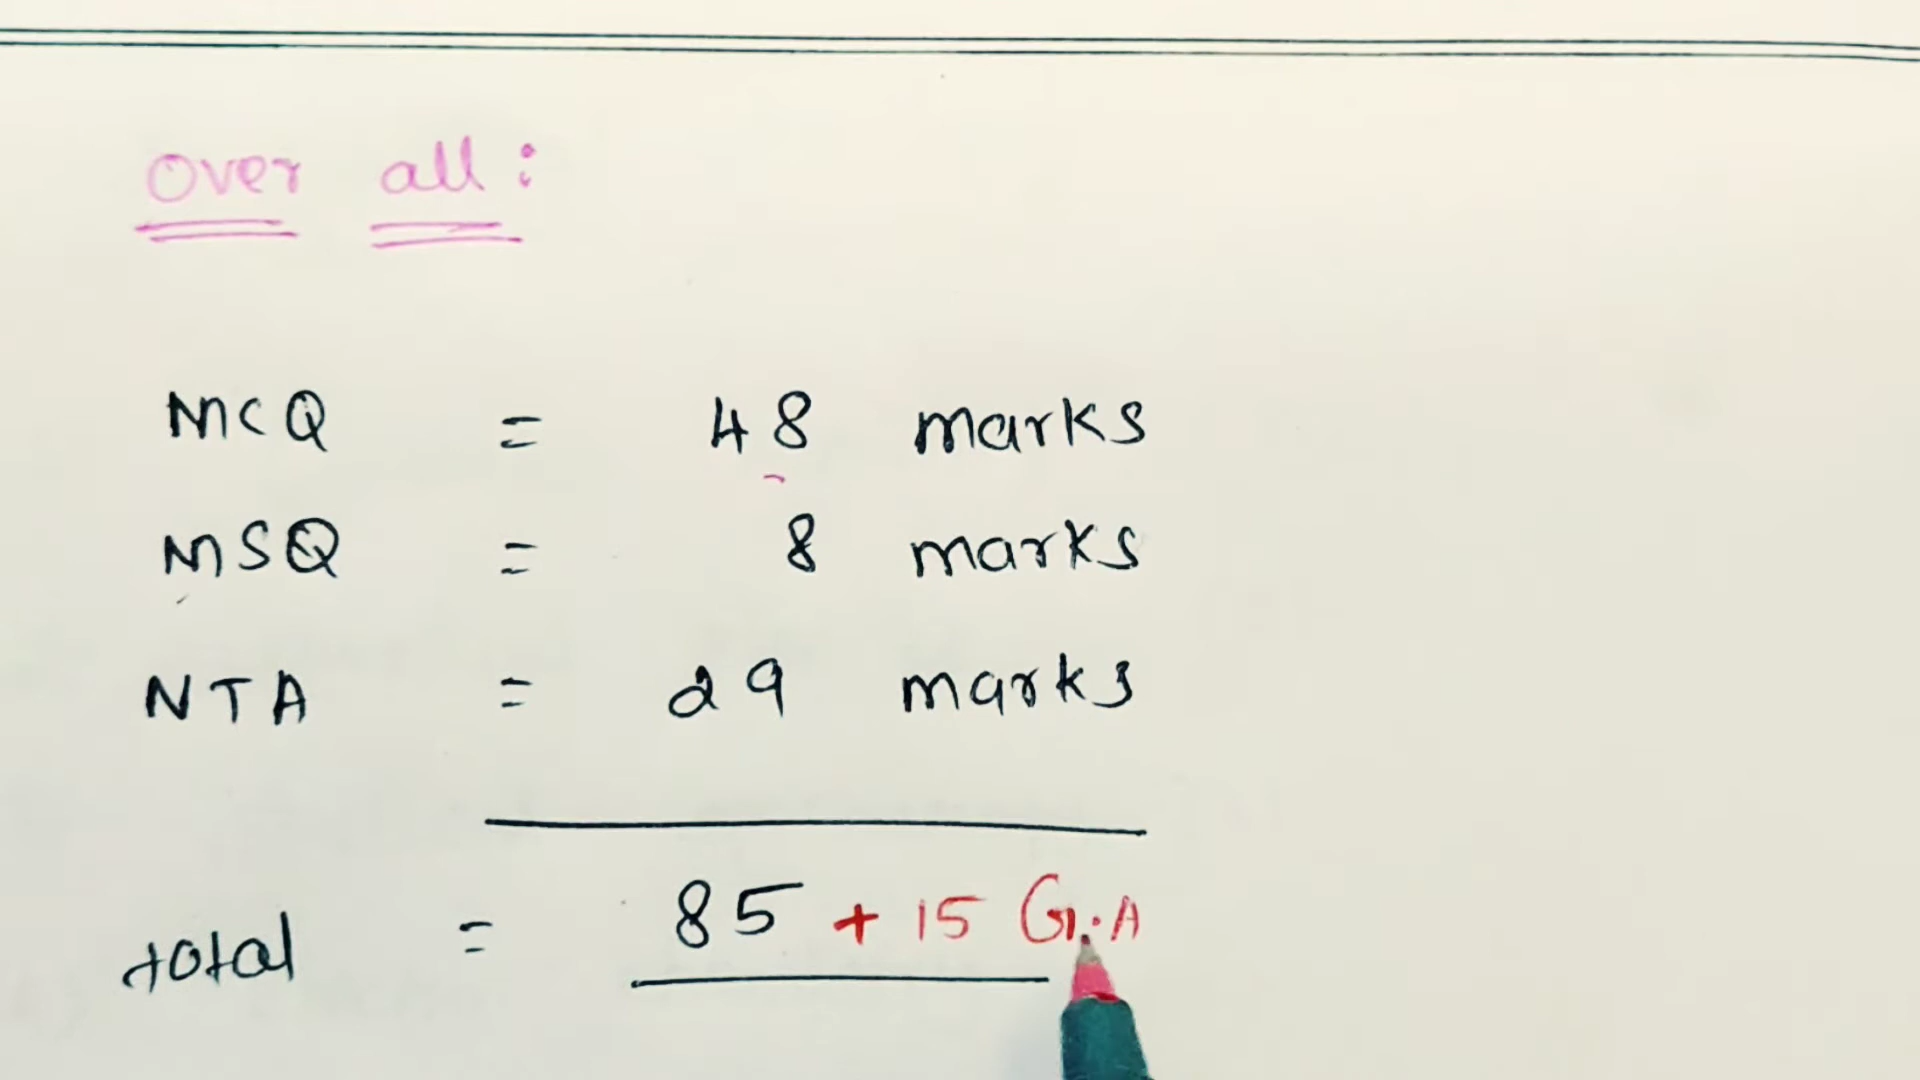 Over all:
MCQ = 48 marks
MSQ = 8 marks
NTA = 29 marks
total = 85 + 15 G.A